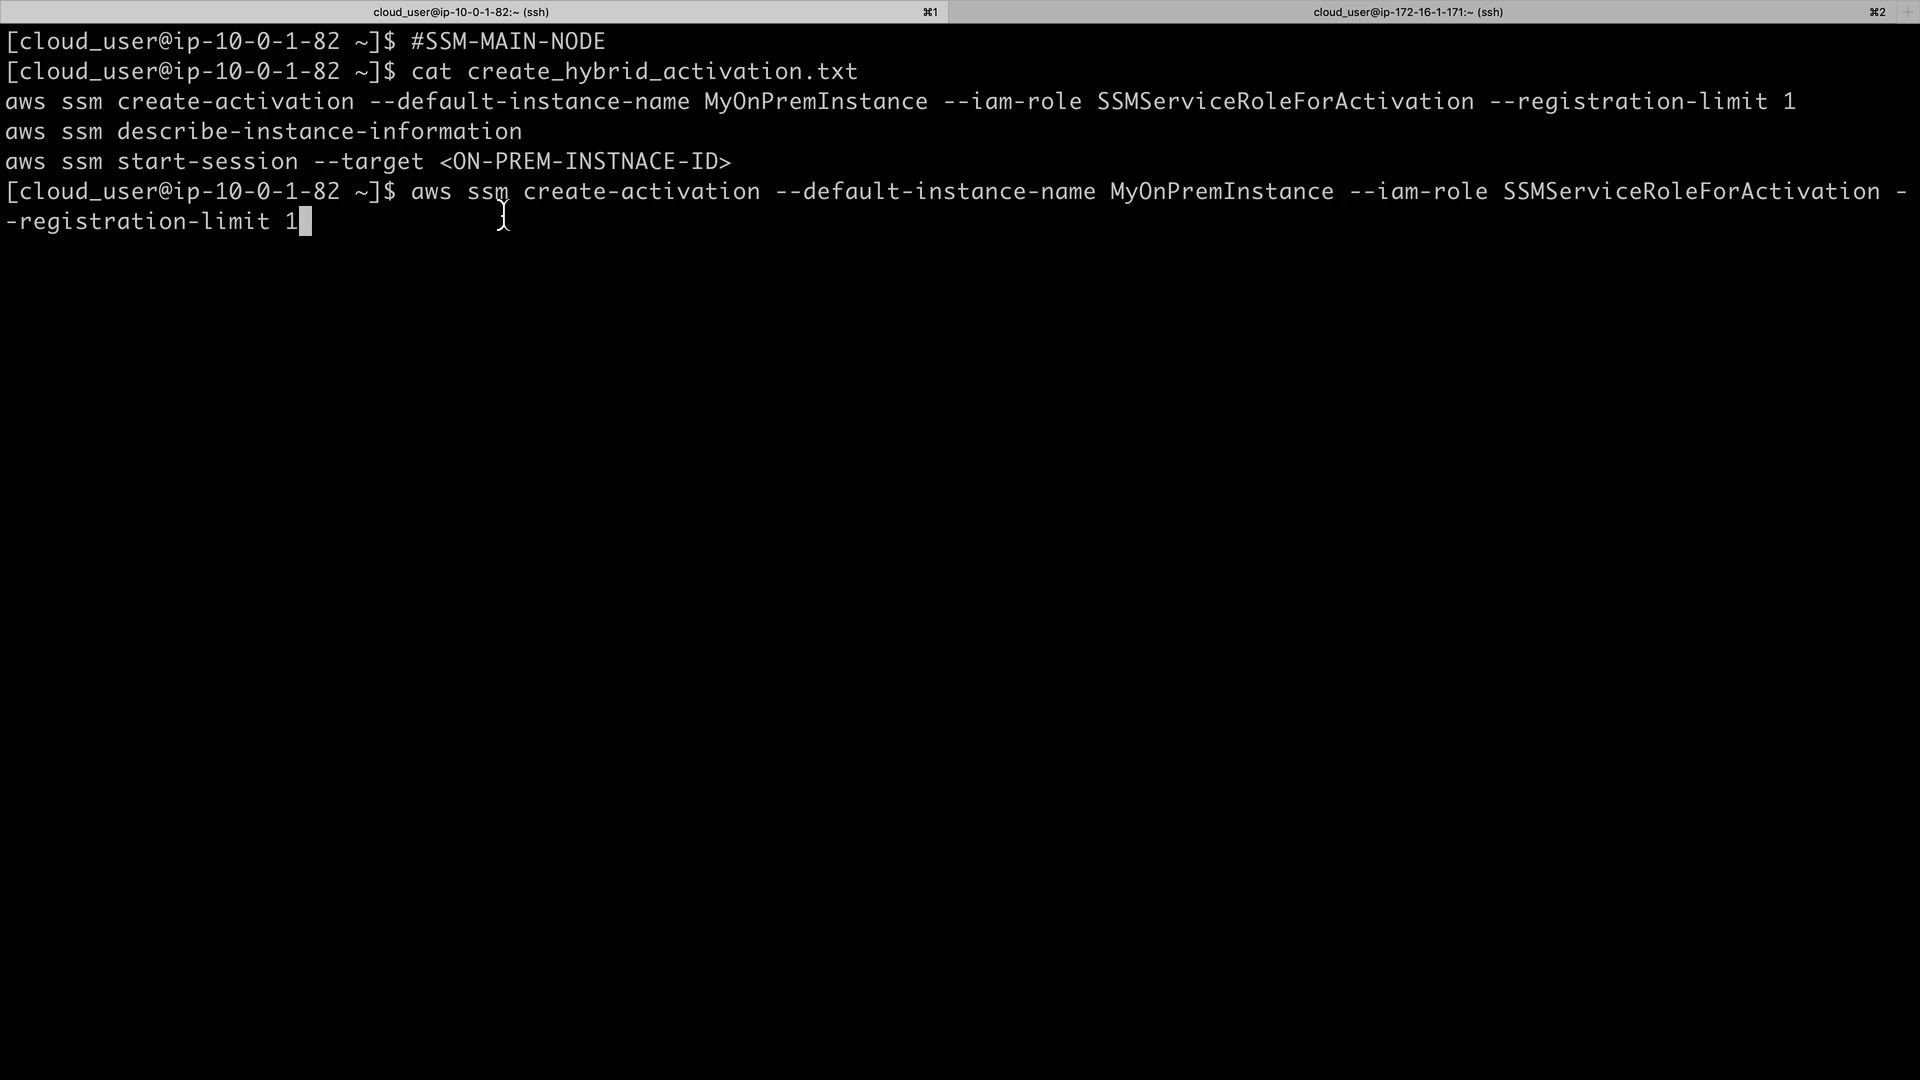 cloud_user@ip-10-0-1-82:~ (ssh) ⌘1 cloud_user@ip-172-16-1-171:~ (ssh) ⌘2 +
[cloud_user@ip-10-0-1-82 ~]$ #SSM-MAIN-NODE
[cloud_user@ip-10-0-1-82 ~]$ cat create_hybrid_activation.txt
aws ssm create-activation --default-instance-name MyOnPremInstance --iam-role SSMServiceRoleForActivation --registration-limit 1
aws ssm describe-instance-information
aws ssm start-session --target <ON-PREM-INSTNACE-ID>
[cloud_user@ip-10-0-1-82 ~]$ aws ssm create-activation --default-instance-name MyOnPremInstance --iam-role SSMServiceRoleForActivation -
-registration-limit 1